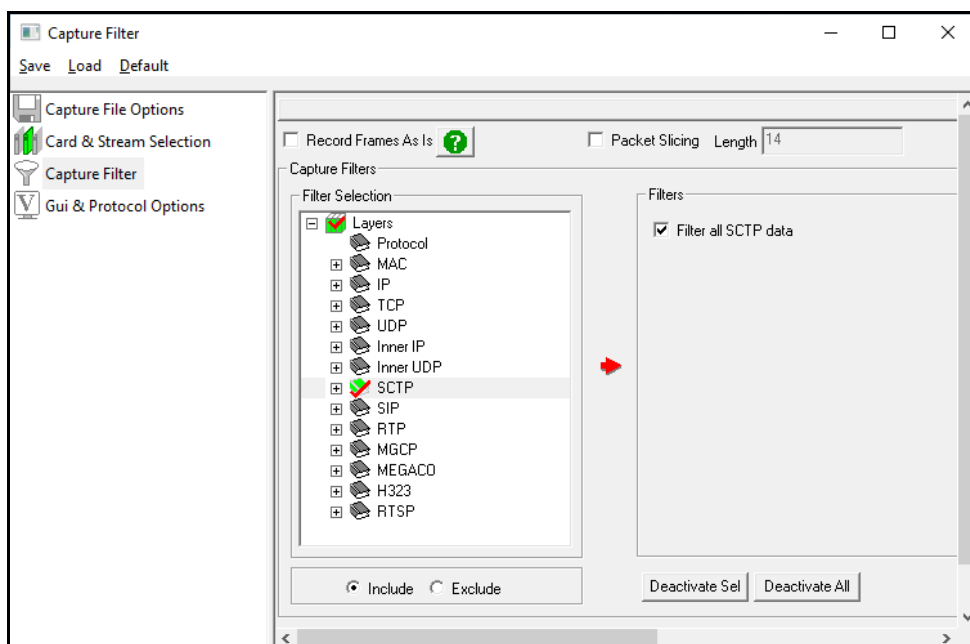 Capture Filter
Save Load Default
Capture File Options
Card & Stream Selection
Capture Filter
Gui & Protocol Options
Record Frames As Is ?
Packet Slicing Length 14
Capture Filters
Filter Selection
Layers
Protocol
MAC
IP
TCP
UDP
Inner IP
Inner UDP
SCTP
SIP
RTP
MGCP
MEGACO
H323
RTSP
Include Exclude
Filters
Filter all SCTP data
Deactivate Sel Deactivate All